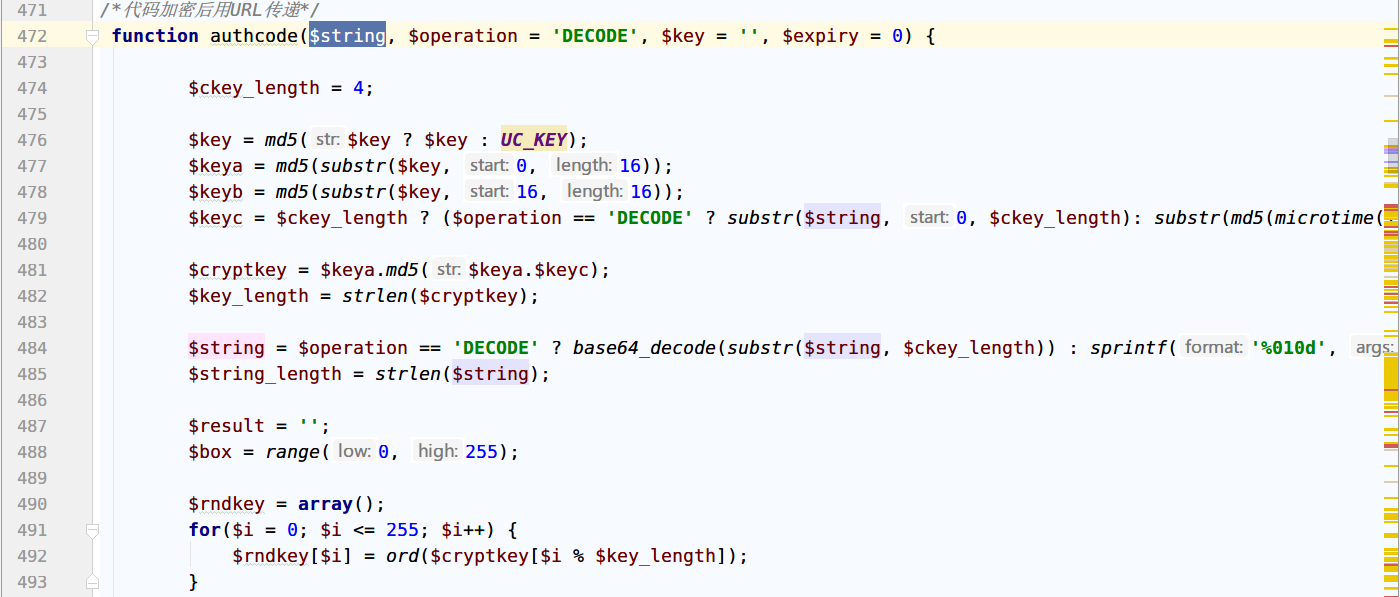 471 /*代码加密后用URL传递*/
472 function authcode($string, $operation = 'DECODE', $key = '', $expiry = 0) {
473
474 $ckey_length = 4;
475
476 $key = md5( str: $key ? $key : UC_KEY);
477 $keya = md5(substr($key, start: 0, length: 16));
478 $keyb = md5(substr($key, start: 16, length: 16));
479 $keyc = $ckey_length ? ($operation == 'DECODE' ? substr($string, start: 0, $ckey_length): substr(md5(microtime(
480
481 $cryptkey = $keya.md5( str: $keya.$keyc);
482 $key_length = strlen($cryptkey);
483
484 $string = $operation == 'DECODE' ? base64_decode(substr($string, $ckey_length)) : sprintf( format: '%010d', args:
485 $string_length = strlen($string);
486
487 $result = '';
488 $box = range( low: 0, high: 255);
489
490 $rndkey = array();
491 for($i = 0; $i <= 255; $i++) {
492 $rndkey[$i] = ord($cryptkey[$i % $key_length]);
493 }